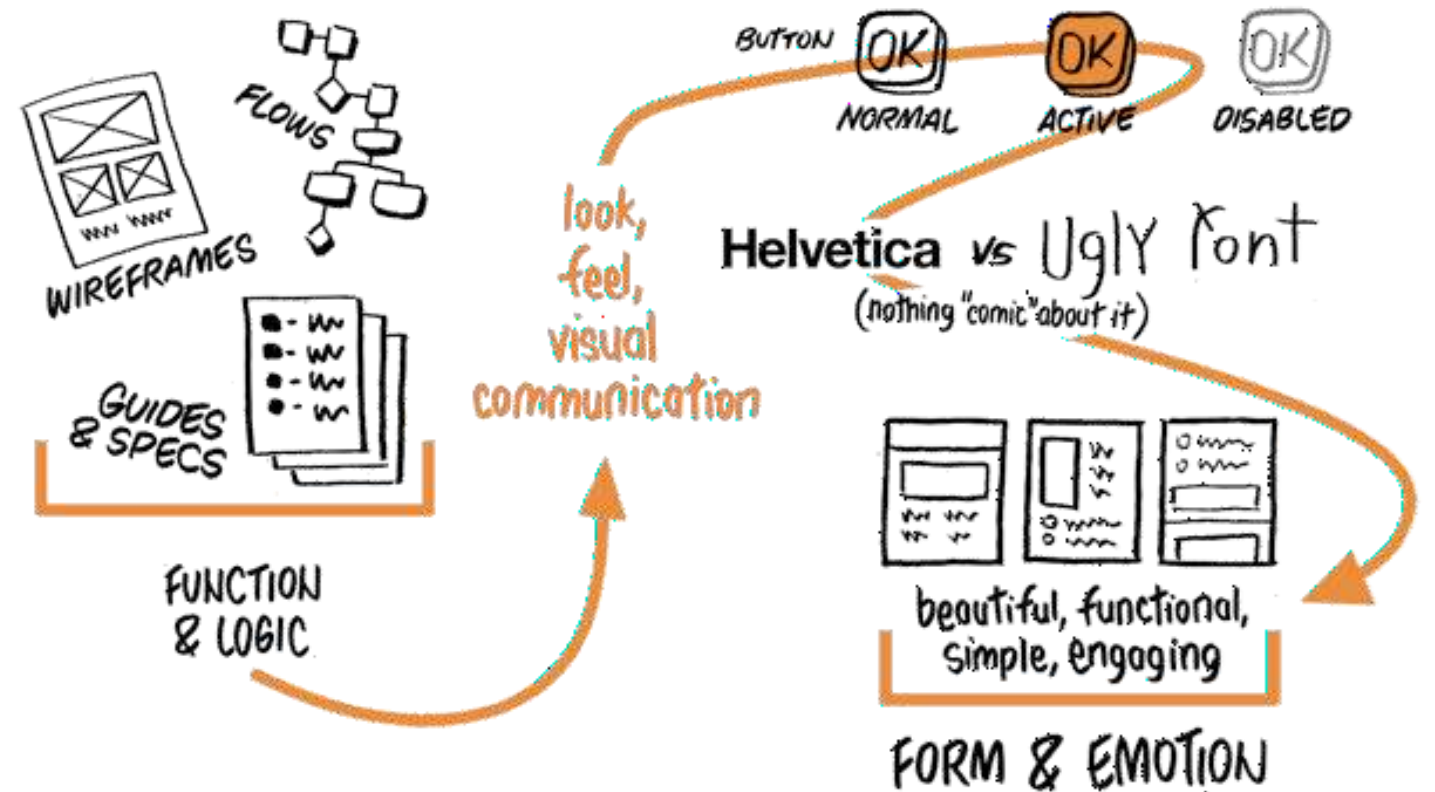 FLOWS
WIREFRAMES
GUIDES
& SPECS
FUNCTION
& LOGIC
look,
feel,
visual
communication
BUTTON
OK
NORMAL
OK
ACTIVE
OK
DISABLED
Helvetica vs Ugly Font
(nothing "comic" about it)
beautiful, functional,
simple, engaging
FORM & EMOTION